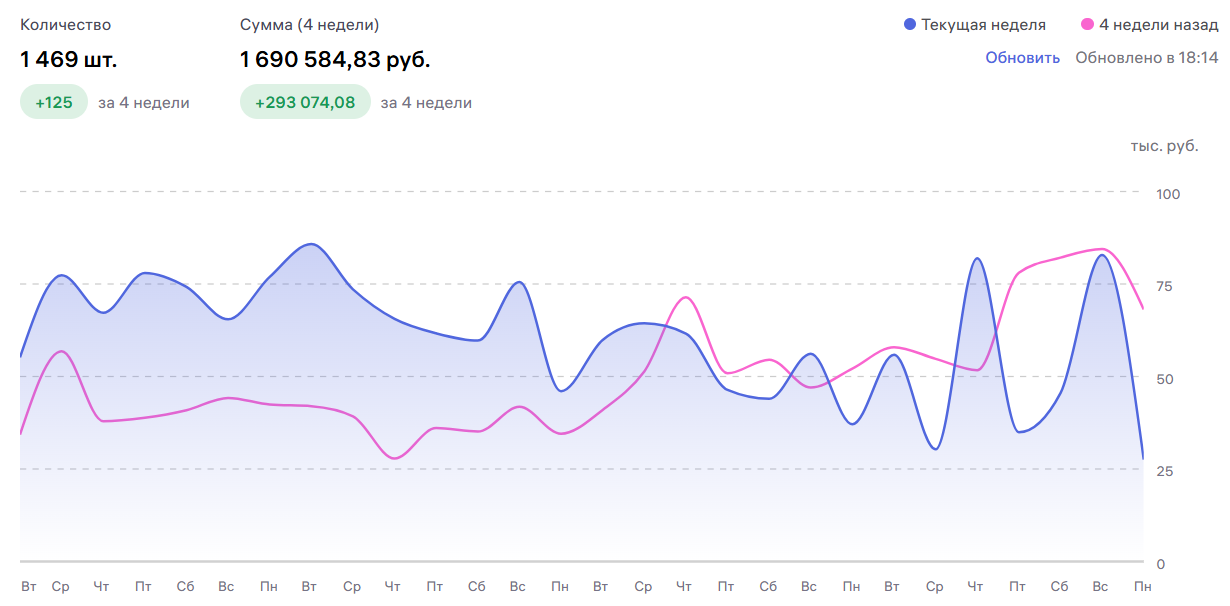 Количество
Сумма (4 недели)
Текущая неделя
4 недели назад
1 469 шт.
1 690 584,83 руб.
Обновить
Обновлено в 18:14
+125 за 4 недели
+293 074,08 за 4 недели
тыс. руб.
100
75
50
25
0
Вт Ср Чт Пт Сб Вс Пн Вт Ср Чт Пт Сб Вс Пн Вт Ср Чт Пт Сб Вс Пн Вт Ср Чт Пт Сб Вс Пн